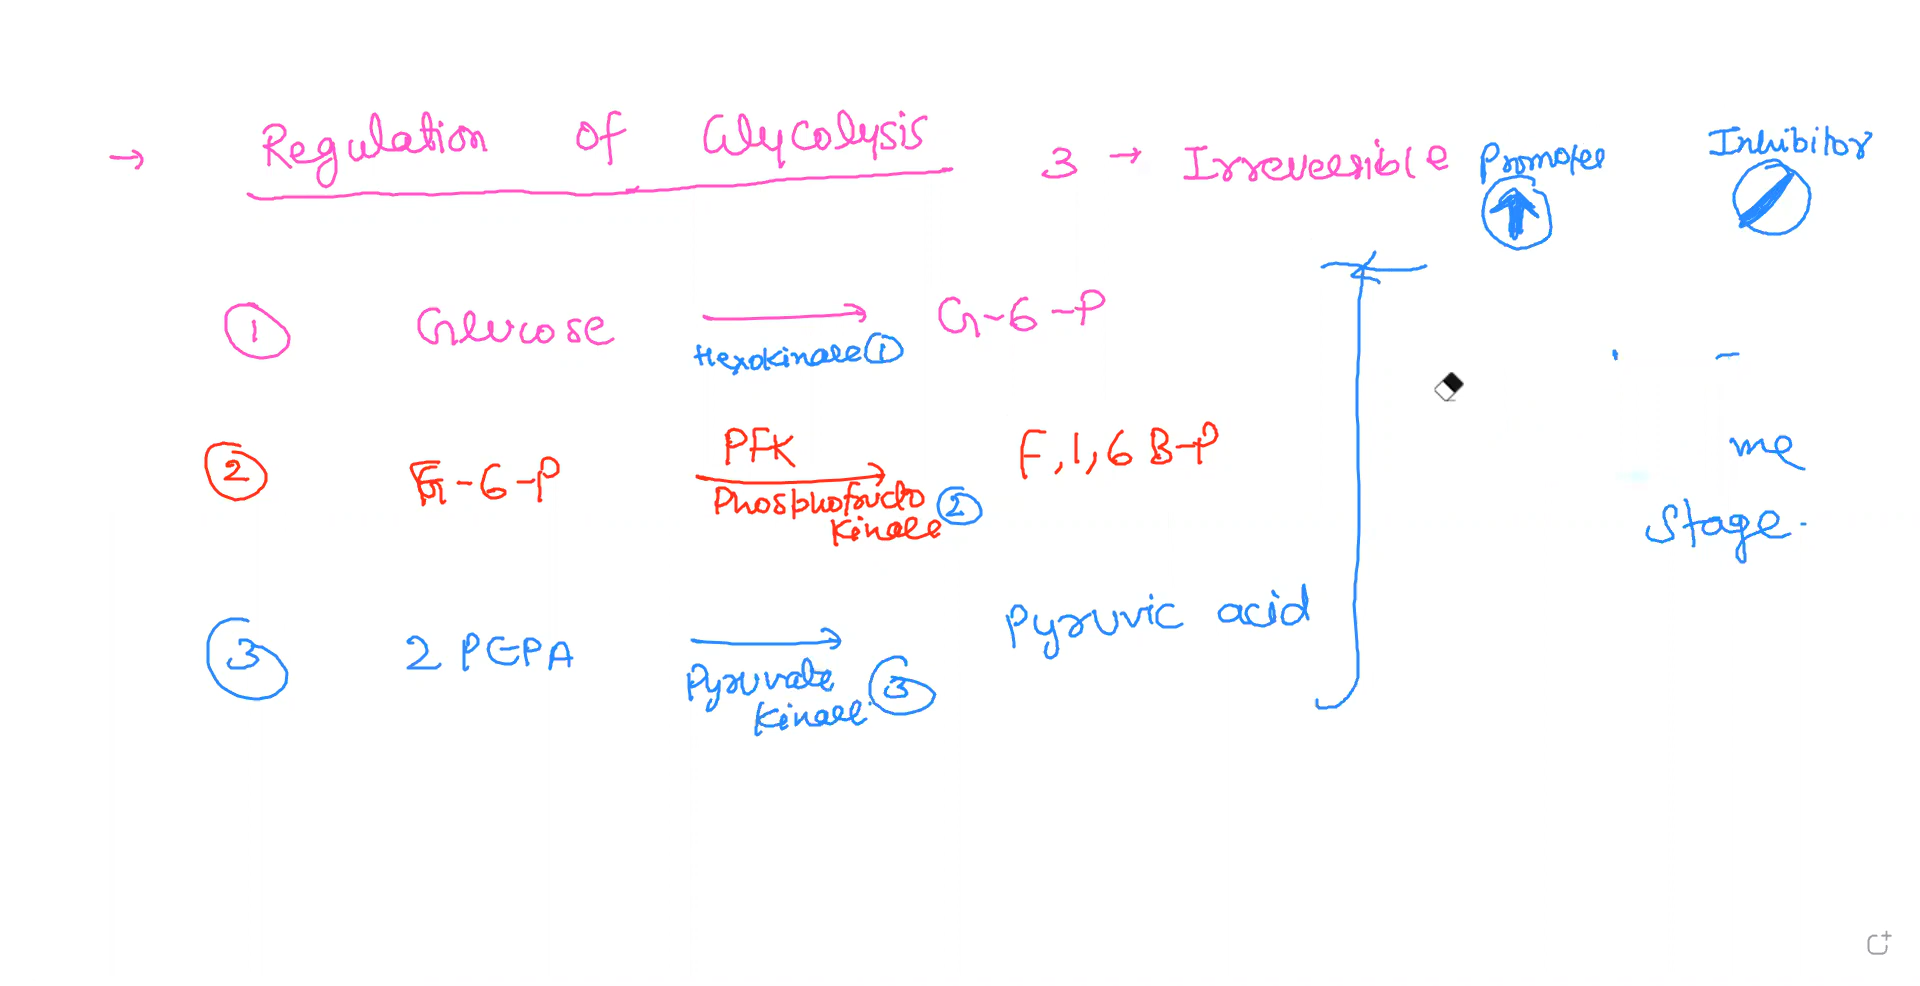 → Regulation of Glycolysis 3 → Irreversible Promoter Inhibitor
① Glucose → G-6-P
Hexokinase ①
PFK
② F-6-P → F,1,6 B-P
Phosphofructo ②
kinase
③ 2 PEPA → Pyruvic acid
Pyruvate ③
kinase
me
Stage.